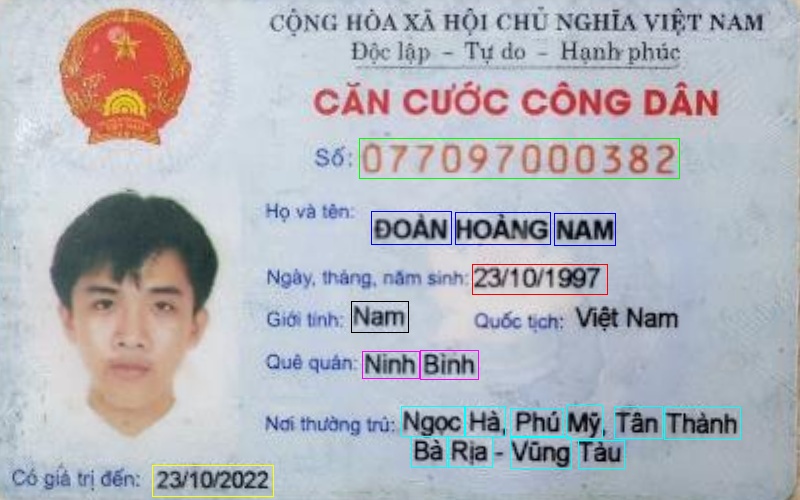 CỘNG HÒA XÃ HỘI CHỦ NGHĨA VIỆT NAM
Độc lập - Tự do - Hạnh phúc
CĂN CƯỚC CÔNG DÂN
Số: 077097000382
Họ và tên: ĐOÀN HOÀNG NAM
Ngày, tháng, năm sinh: 23/10/1997
Giới tính: Nam Quốc tịch: Việt Nam
Quê quán: Ninh Bình
Nơi thường trú: Ngọc Hà, Phú Mỹ, Tân Thành
Bà Rịa - Vũng Tàu
Có giá trị đến: 23/10/2022